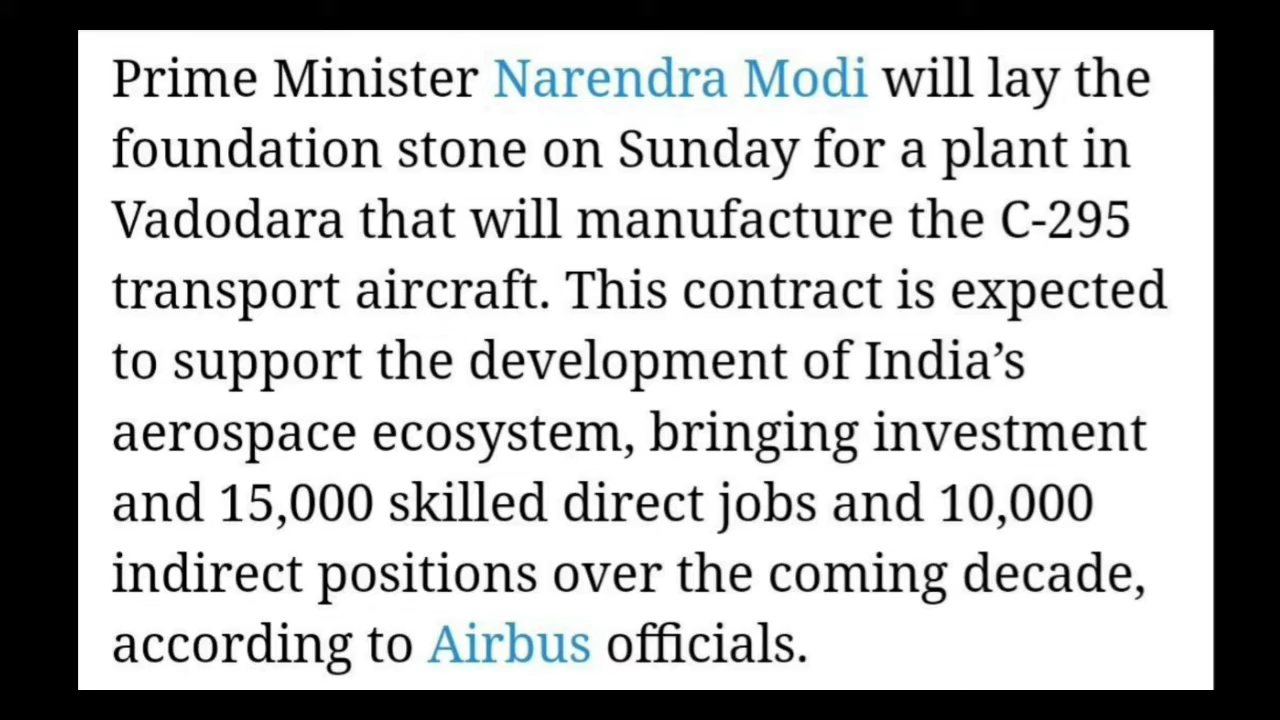 Prime Minister Narendra Modi will lay the
foundation stone on Sunday for a plant in
Vadodara that will manufacture the C-295
transport aircraft. This contract is expected
to support the development of India’s
aerospace ecosystem, bringing investment
and 15,000 skilled direct jobs and 10,000
indirect positions over the coming decade,
according to Airbus officials.